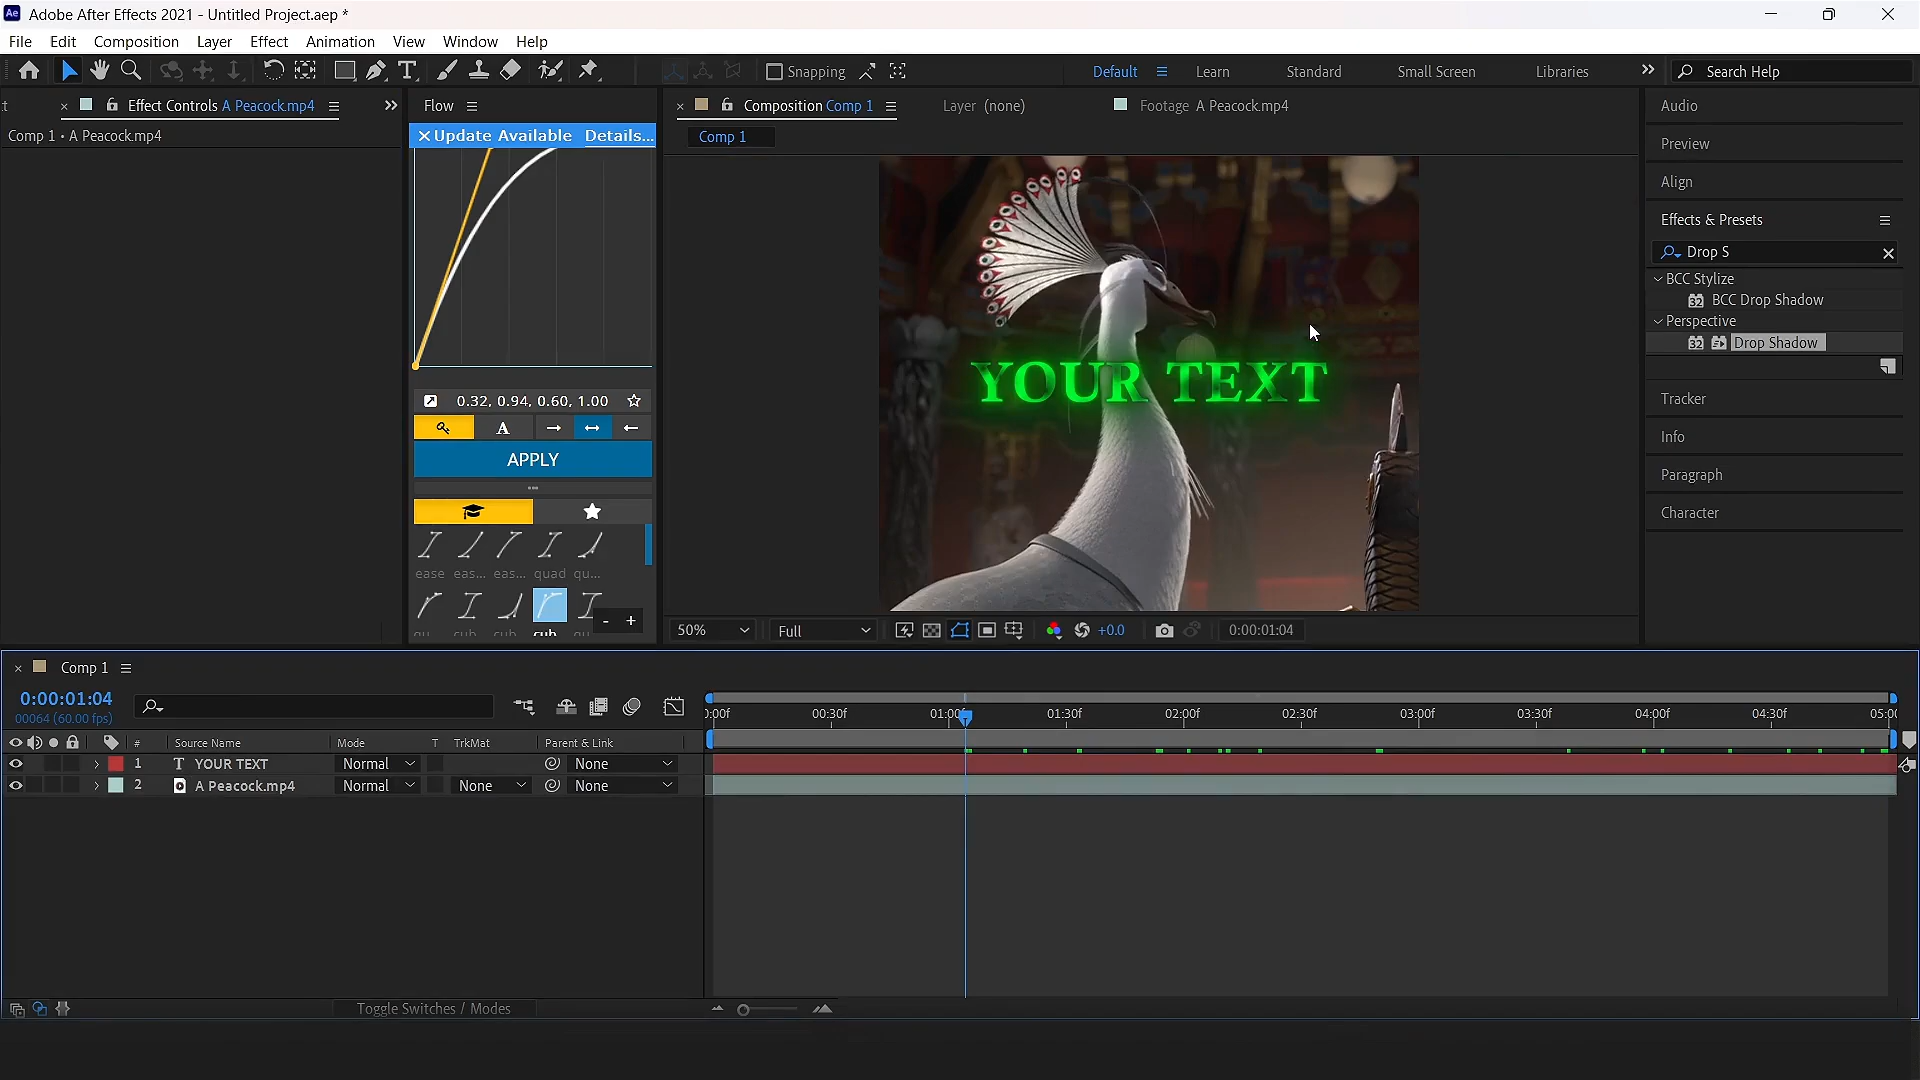 Ae Adobe After Effects 2021 - Untitled Project.aep *
File Edit Composition Layer Effect Animation View Window Help
Snapping Default Learn Standard Small Screen Libraries Search Help
Effect Controls A Peacock.mp4 Flow Composition Comp 1 Layer (none) Footage A Peacock.mp4 Audio
Comp 1 • A Peacock.mp4 Update Available Details... Comp 1
Preview
Align
Effects & Presets
Drop S
BCC Stylize
32 BCC Drop Shadow
Perspective
32 Drop Shadow
YOUR TEXT
Tracker
0.32, 0.94, 0.60, 1.00
A
Info
APPLY
Paragraph
Character
ease eas... eas... quad qu...
- +
50% Full +0.0 0:00:01:04
Comp 1
0:00:01:04
00064 (60.00 fps)
00:30f 01:00f 01:30f 02:00f 02:30f 03:00f 03:30f 04:00f 04:30f
# Source Name Mode T TrkMat Parent & Link
1 T YOUR TEXT Normal None
2 A Peacock.mp4 Normal None None
Toggle Switches / Modes